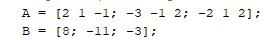 A = [2 1 -1; -3 -1 2; -2 1 2];
B = [8; -11; -3];